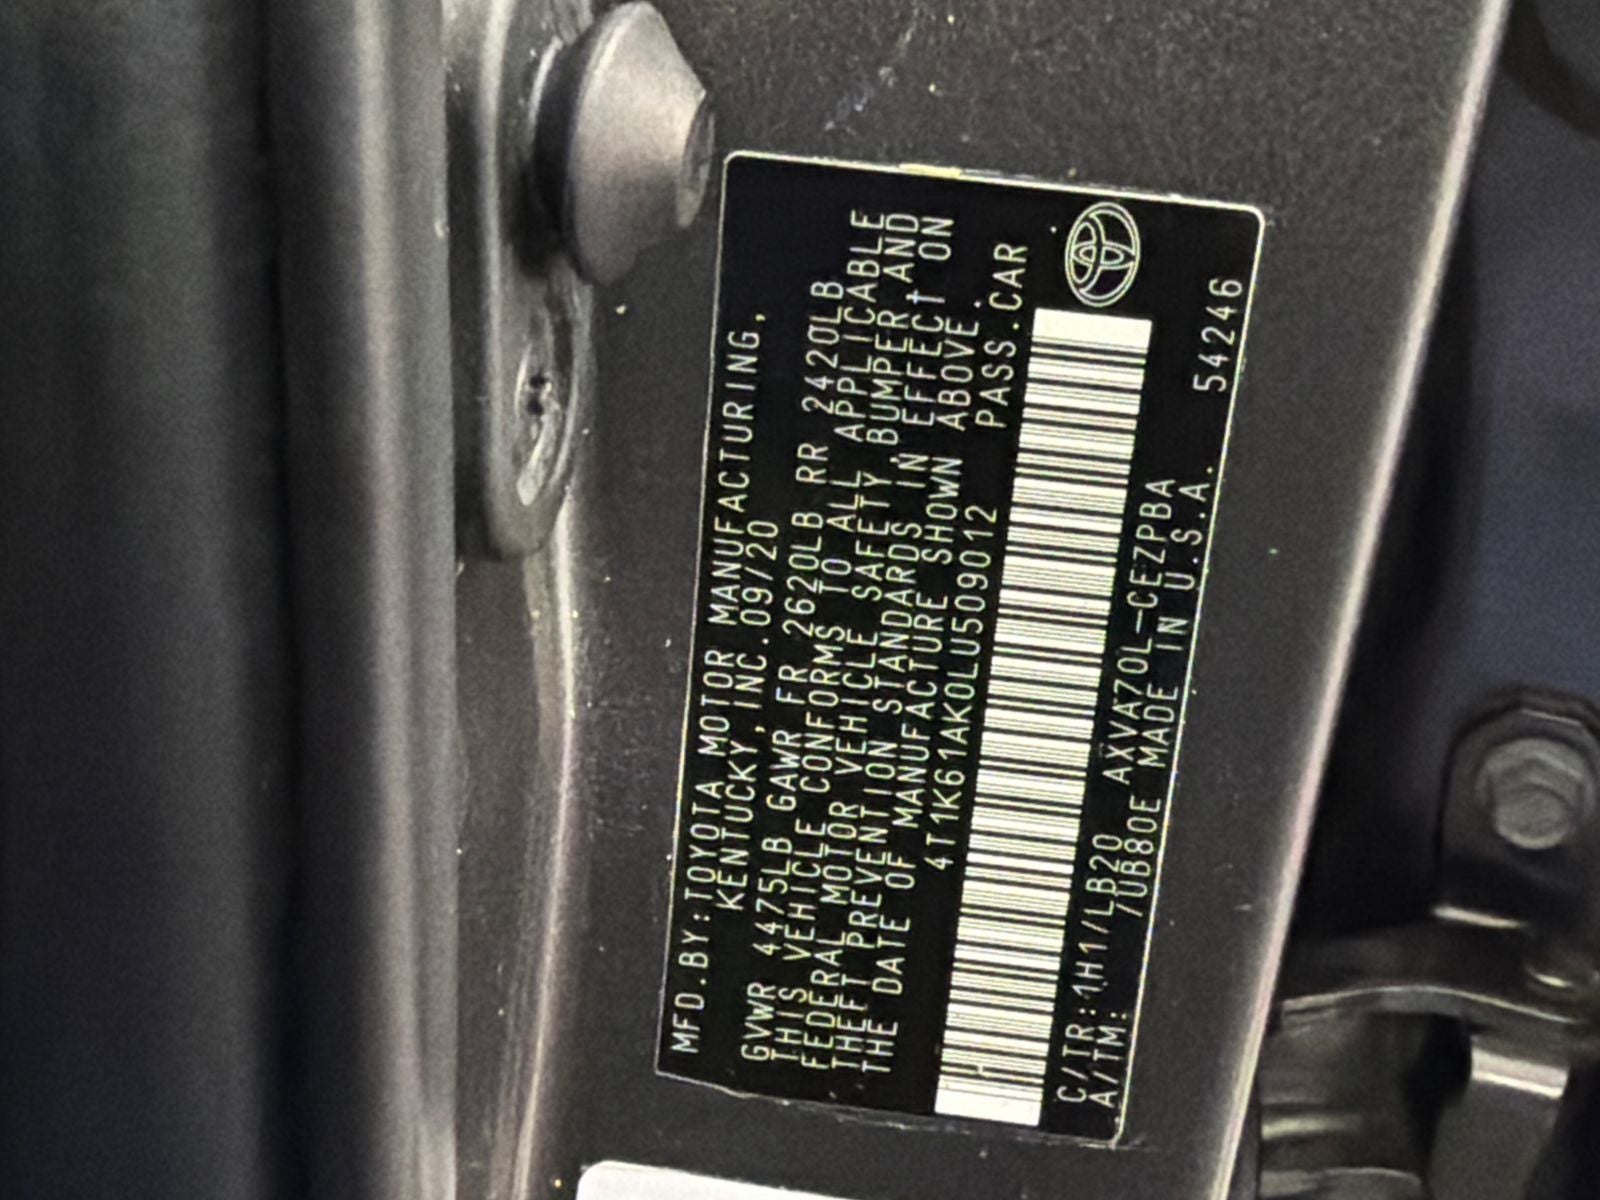 MFD.BY:TOYOTA MOTOR MANUFACTURING,
KENTUCKY,INC.09/20
GVWR 4475LB GAWR FR 2620LB RR 2420LB
THIS VEHICLE CONFORMS TO ALL APPLICABLE
FEDERAL MOTOR VEHICLE SAFETY,BUMPER,AND
THEFT PREVENTION STANDARDS IN EFFECT ON
THE DATE OF MANUFACTURE SHOWN ABOVE.
4T1K61AK0LU509012 PASS.CAR
C/TR:1H1/LB20 AXVA70L-CEZPBA
A/TM: /UB80E MADE IN U.S.A. 54246